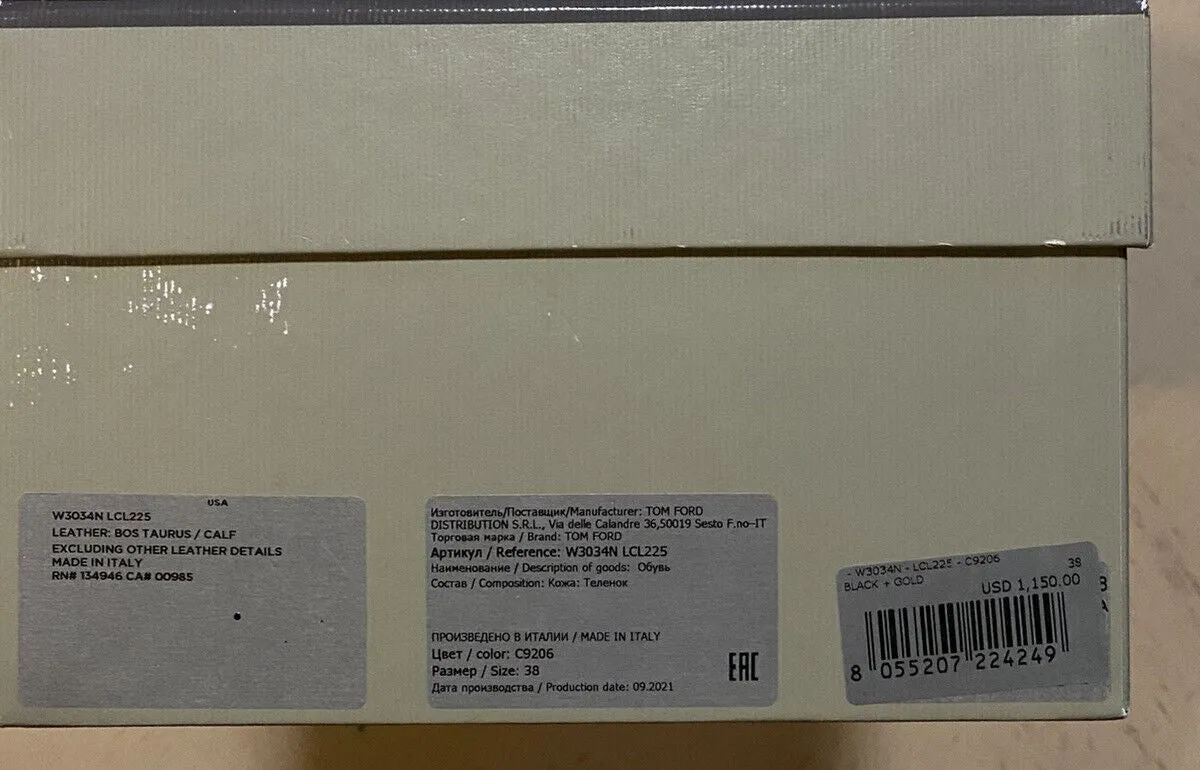 USA
W3034N LCL225
LEATHER: BOS TAURUS / CALF
EXCLUDING OTHER LEATHER DETAILS
MADE IN ITALY
RN# 134946 CA# 00985
Изготовитель/Поставщик/Manufacturer: TOM FORD
DISTRIBUTION S.R.L., Via delle Calandre 36,50019 Sesto F.no-IT
Торговая марка / Brand: TOM FORD
Артикул / Reference: W3034N LCL225
Наименование / Description of goods: Обувь
Состав / Composition: Кожа: Теленок
ПРОИЗВЕДЕНО В ИТАЛИИ / MADE IN ITALY
Цвет / color: C9206
Размер / Size: 38
Дата производства / Production date: 09.2021
EAC
- W3034N - LCL225 - C9206 38
BLACK + GOLD
USD 1,150.00
8 055207 224249